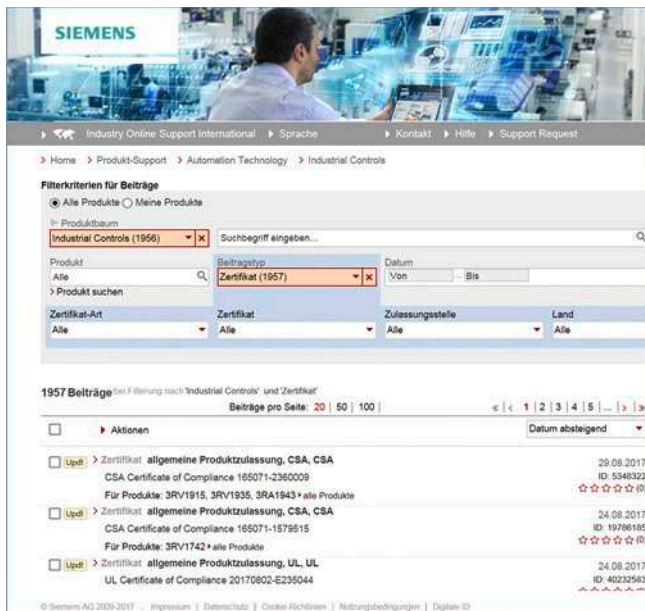 SIEMENS
Industry Online Support International Sprache Kontakt Hilfe Support Request
Home Produkt-Support Automation Technology Industrial Controls
Filterkriterien für Beiträge
Alle Produkte Meine Produkte
Produktbaum
Industrial Controls (1956) Suchbegriff eingeben...
Produkt Beitragstyp Datum
Alle Zertifikat (1957) Von - Bis
> Produkt suchen
Zertifikat-Art Zertifikat Zulassungsstelle Land
Alle Alle Alle Alle
1957 Beiträge bei Filterung nach 'Industrial Controls' und 'Zertifikat'
Beiträge pro Seite: 20 | 50 | 100 | « | < 1 | 2 | 3 | 4 | 5 | ... | > | »
Aktionen Datum absteigend
Updt > Zertifikat allgemeine Produktzulassung, CSA, CSA 29.08.2017
CSA Certificate of Compliance 165071-2360009 ID: 5348322
Für Produkte: 3RV1915, 3RV1935, 3RA1943 alle Produkte (0)
Updt > Zertifikat allgemeine Produktzulassung, CSA, CSA 24.08.2017
CSA Certificate of Compliance 165071-1579515 ID: 19786185
Für Produkte: 3RV1742 alle Produkte (0)
Updt > Zertifikat allgemeine Produktzulassung, UL, UL 24.08.2017
UL Certificate of Compliance 20170802-E235044 ID: 40232583
© Siemens AG 2009-2017 - Impressum | Datenschutz | Cookie-Richtlinien | Nutzungsbedingungen | Digitale ID